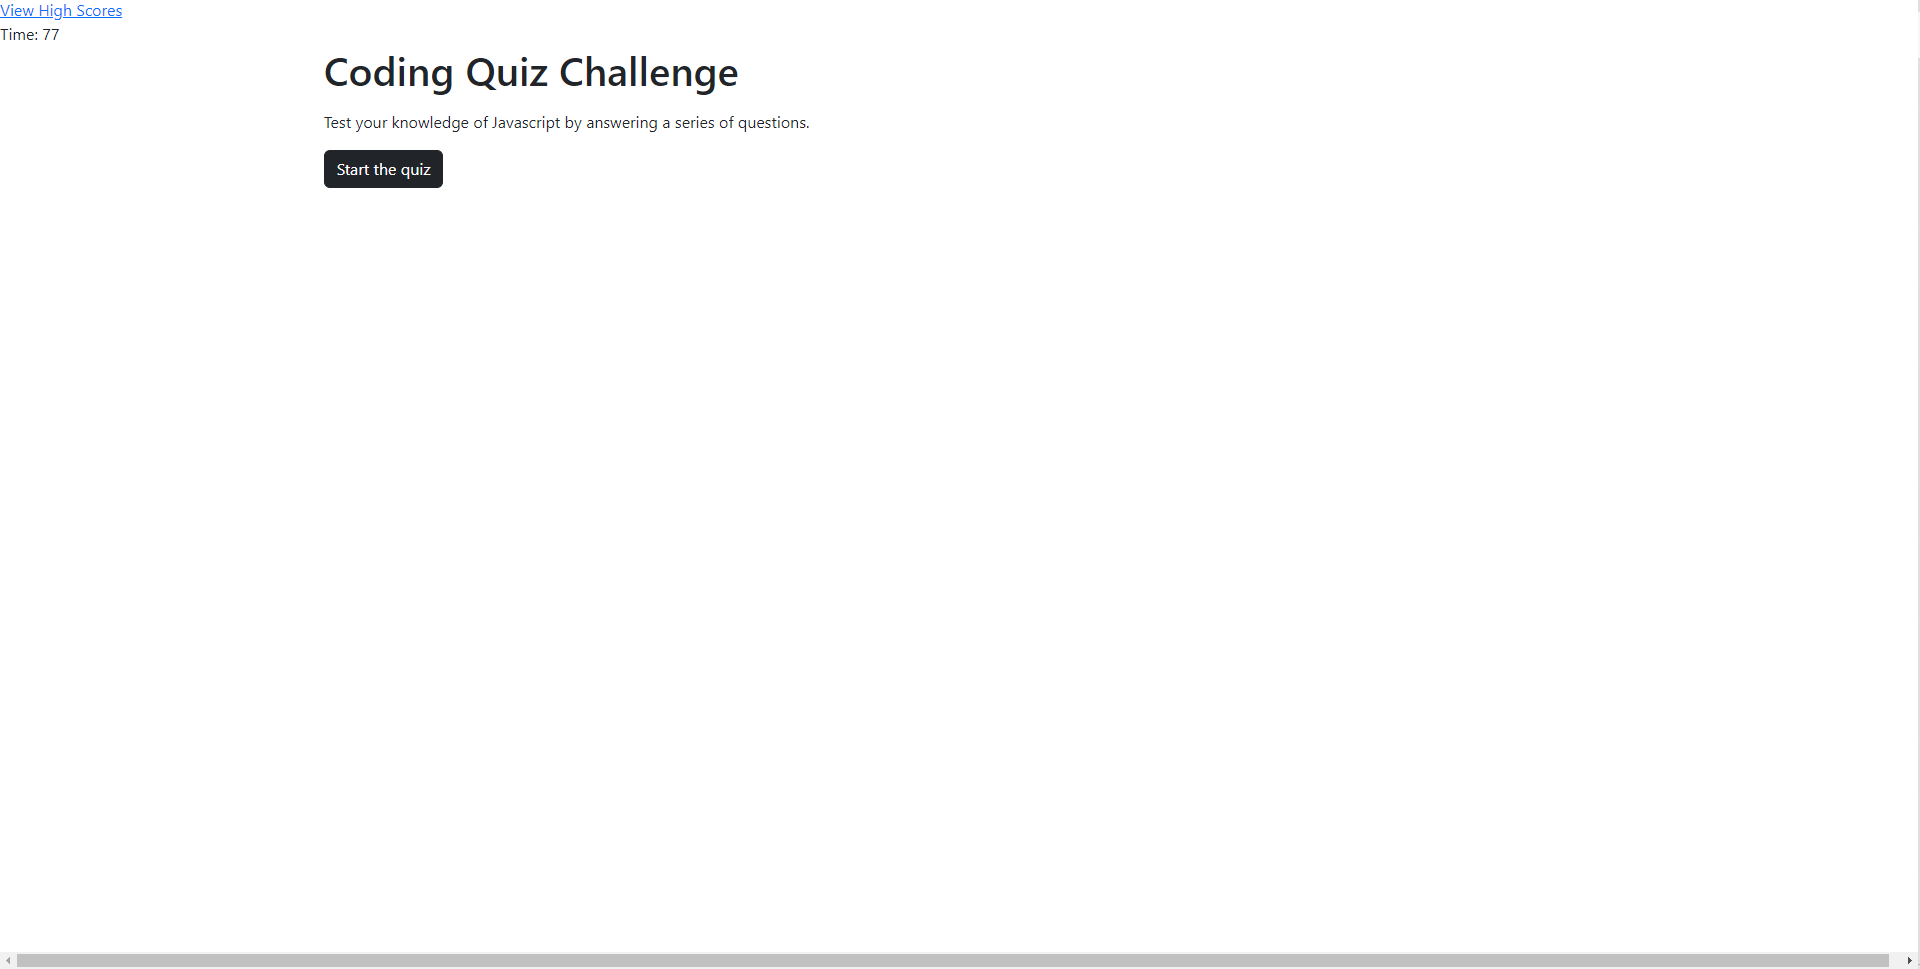 View High Scores
Time: 77
Coding Quiz Challenge
Test your knowledge of Javascript by answering a series of questions.
Start the quiz